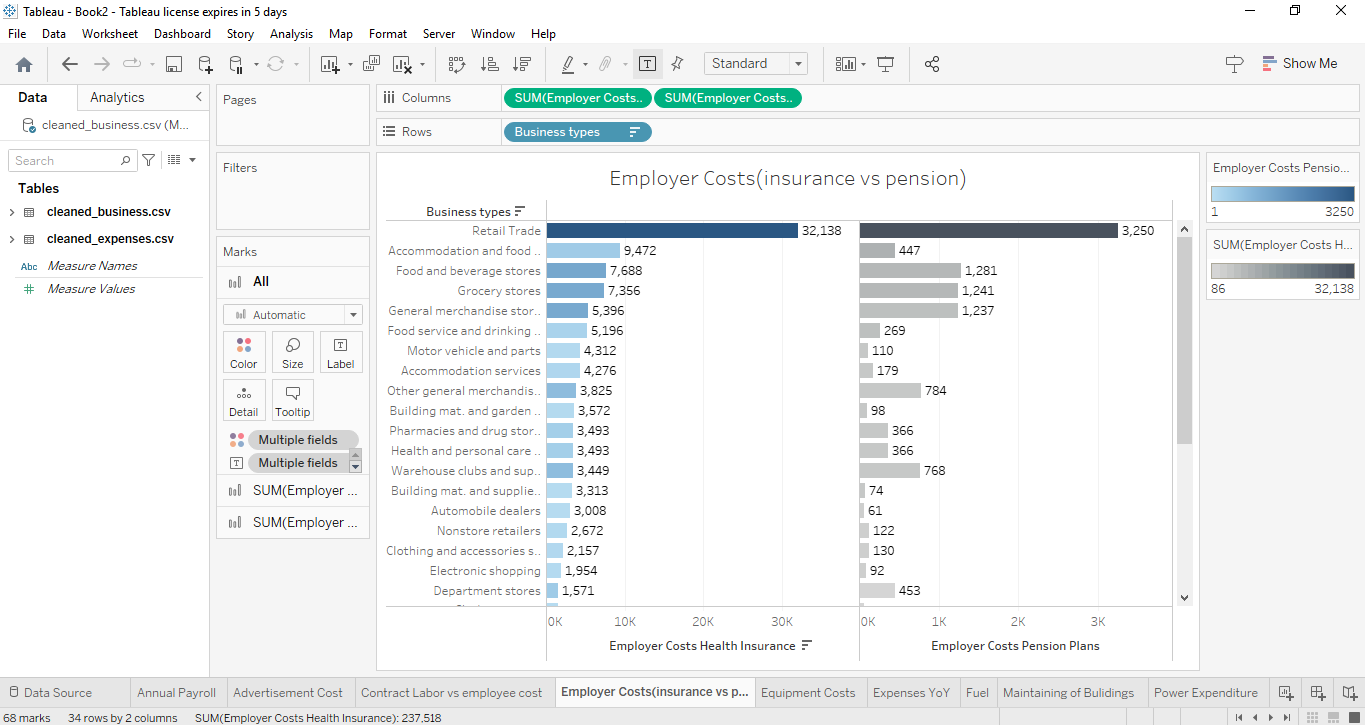 Tableau - Book2 - Tableau license expires in 5 days
File Data Worksheet Dashboard Story Analysis Map Format Server Window Help
Standard
Show Me
Data Analytics
cleaned_business.csv (M...
Search
Tables
cleaned_business.csv
cleaned_expenses.csv
Abc Measure Names
# Measure Values
Pages
Filters
Marks
All
Automatic
Color Size Label
Detail Tooltip
Multiple fields
Multiple fields
SUM(Employer ...
SUM(Employer ...
Columns SUM(Employer Costs.. SUM(Employer Costs..
Rows Business types
Employer Costs(insurance vs pension)
Business types
Retail Trade 32,138 3,250
Accommodation and food .. 9,472 447
Food and beverage stores 7,688 1,281
Grocery stores 7,356 1,241
General merchandise stor.. 5,396 1,237
Food service and drinking .. 5,196 269
Motor vehicle and parts 4,312 110
Accommodation services 4,276 179
Other general merchandis.. 3,825 784
Building mat. and garden .. 3,572 98
Pharmacies and drug stor.. 3,493 366
Health and personal care .. 3,493 366
Warehouse clubs and sup.. 3,449 768
Building mat. and supplie.. 3,313 74
Automobile dealers 3,008 61
Nonstore retailers 2,672 122
Clothing and accessories s.. 2,157 130
Electronic shopping 1,954 92
Department stores 1,571 453
0K 10K 20K 30K 0K 1K 2K 3K
Employer Costs Health Insurance Employer Costs Pension Plans
Employer Costs Pensio...
1 3250
SUM(Employer Costs H...
86 32,138
Data Source Annual Payroll Advertisement Cost Contract Labor vs employee cost Employer Costs(insurance vs p... Equipment Costs Expenses YoY Fuel Maintaining of Bulidings Power Expenditure
68 marks 34 rows by 2 columns SUM(Employer Costs Health Insurance): 237,518